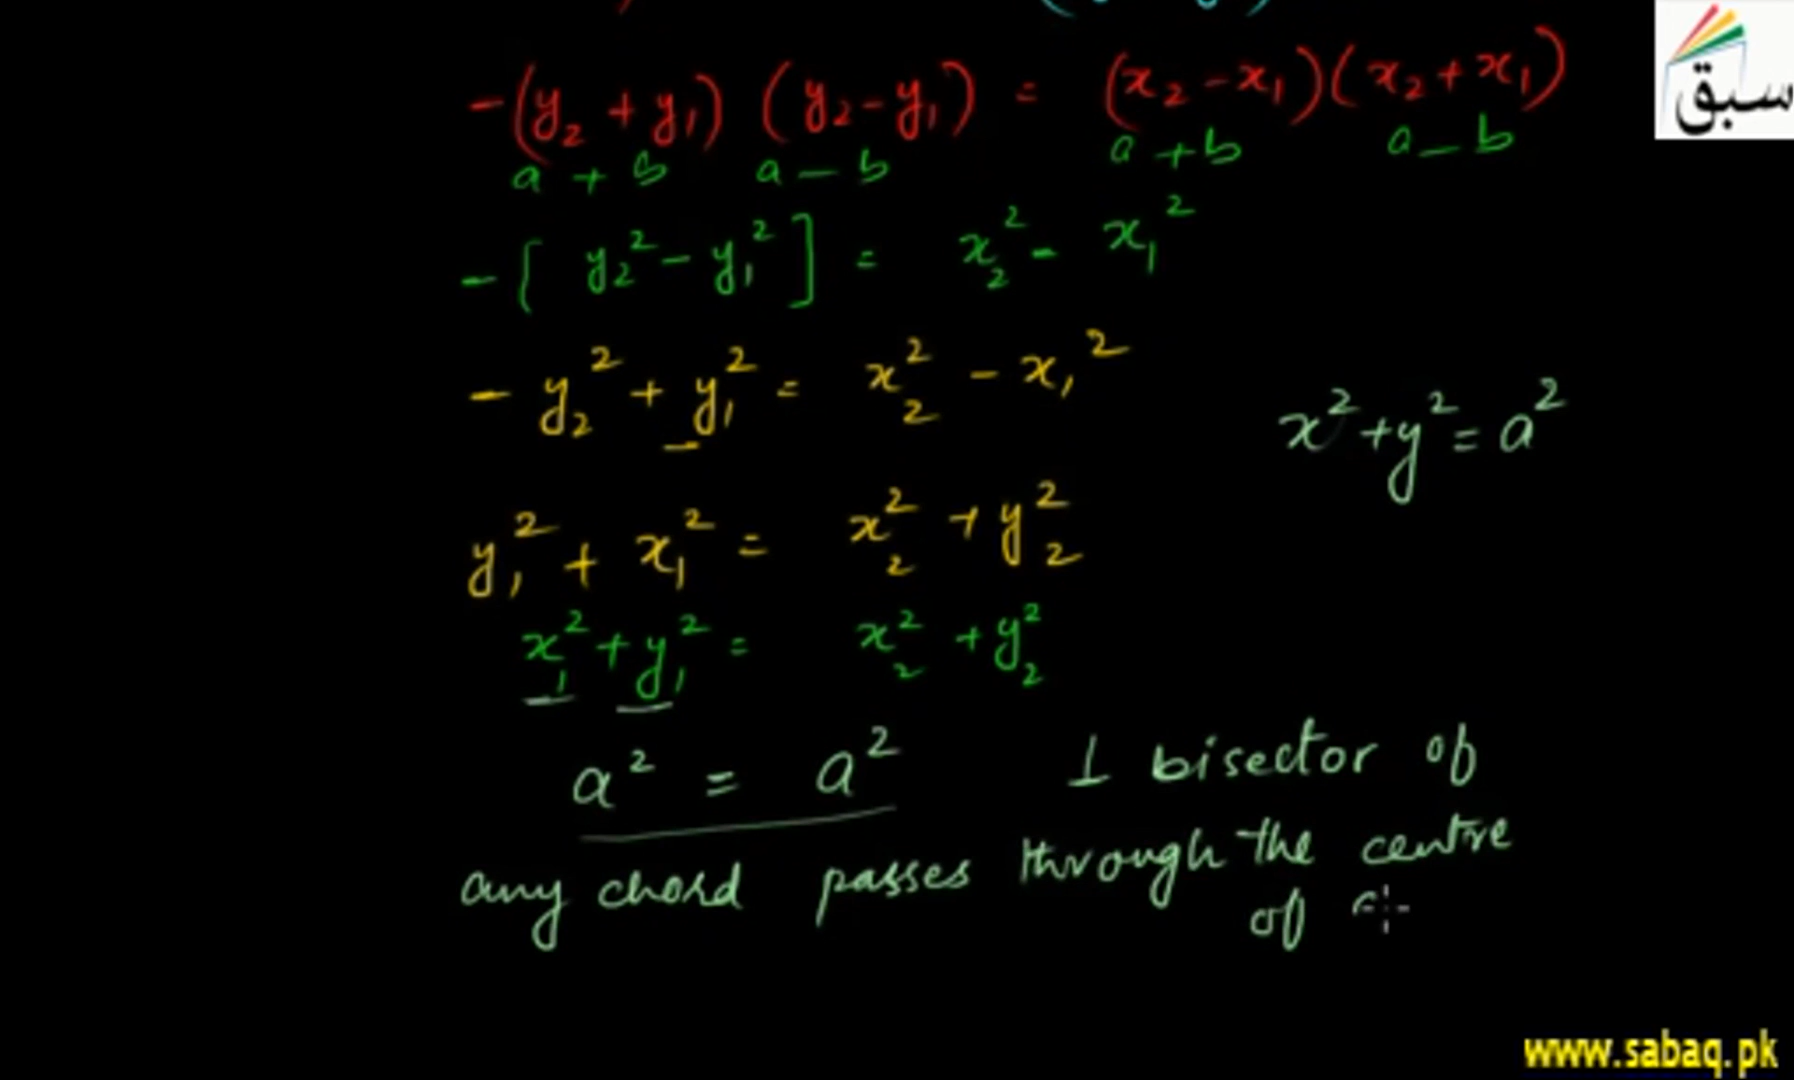 -(y₂ + y₁) (y₂ - y₁) = (x₂ - x₁)(x₂ + x₁)
a + b a - b a + b a - b
-[ y₂² - y₁² ] = x₂² - x₁²
- y₂² + y₁² = x₂² - x₁²
x² + y² = a²
y₁² + x₁² = x₂² + y₂²
x₁² + y₁² = x₂² + y₂²
a² = a²
⊥ bisector of
any chord passes through the centre
of
سبق
www.sabaq.pk